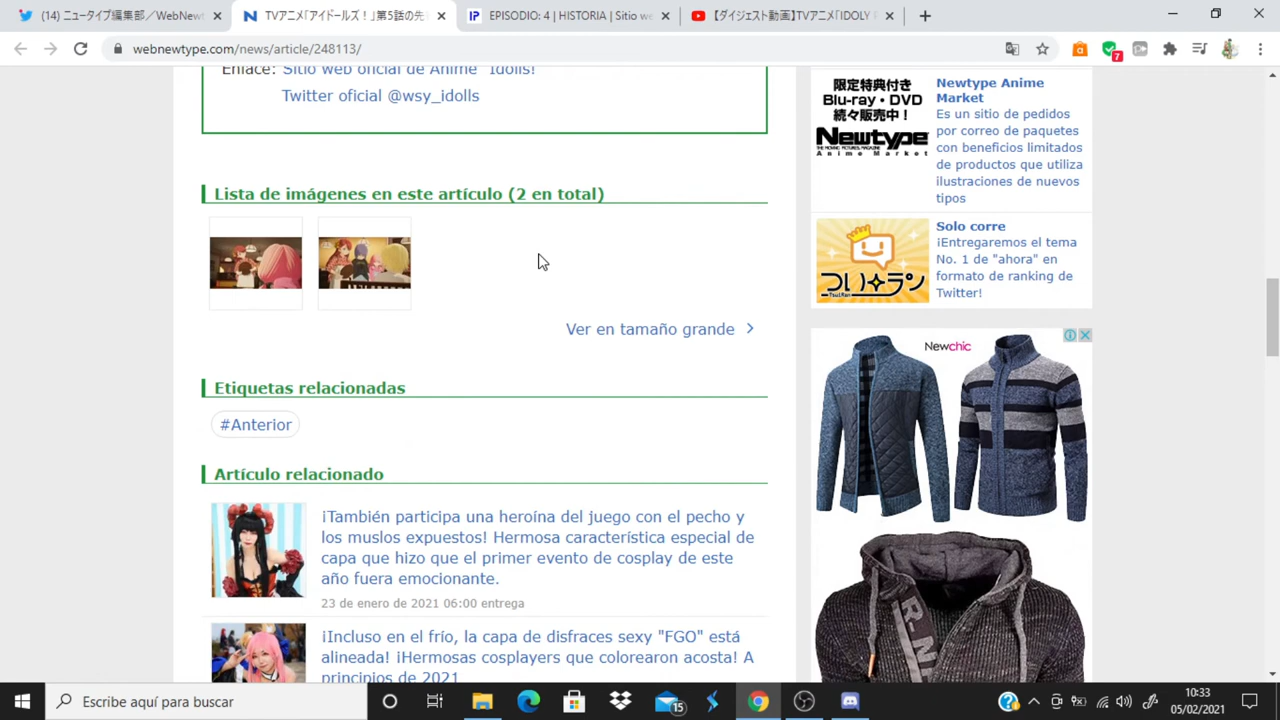 (14) ニュータイプ編集部／WebNewt
TVアニメ「アイドールズ！」第5話の先
EPISODIO: 4 | HISTORIA | Sitio w
【ダイジェスト動画】TVアニメ「IDOLY
webnewtype.com/news/article/248113/
7
Enlace: Sitio web oficial de Anime "Idolls!"
Twitter oficial @wsy_idolls
Lista de imágenes en este artículo (2 en total)
Ver en tamaño grande
Etiquetas relacionadas
#Anterior
Artículo relacionado
¡También participa una heroína del juego con el pecho y
los muslos expuestos! Hermosa característica especial de
capa que hizo que el primer evento de cosplay de este
año fuera emocionante.
23 de enero de 2021 06:00 entrega
¡Incluso en el frío, la capa de disfraces sexy "FGO" está
alineada! ¡Hermosas cosplayers que colorearon acosta! A
principios de 2021
限定特典付き
Blu-ray・DVD
続々販売中！
Newtype
Anime Market
Newtype Anime
Market
Es un sitio de pedidos
por correo de paquetes
con beneficios limitados
de productos que utiliza
ilustraciones de nuevos
tipos
つい★ラン
Solo corre
¡Entregaremos el tema
No. 1 de "ahora" en
formato de ranking de
Twitter!
Newchic
Escribe aquí para buscar
15
10:33
05/02/2021